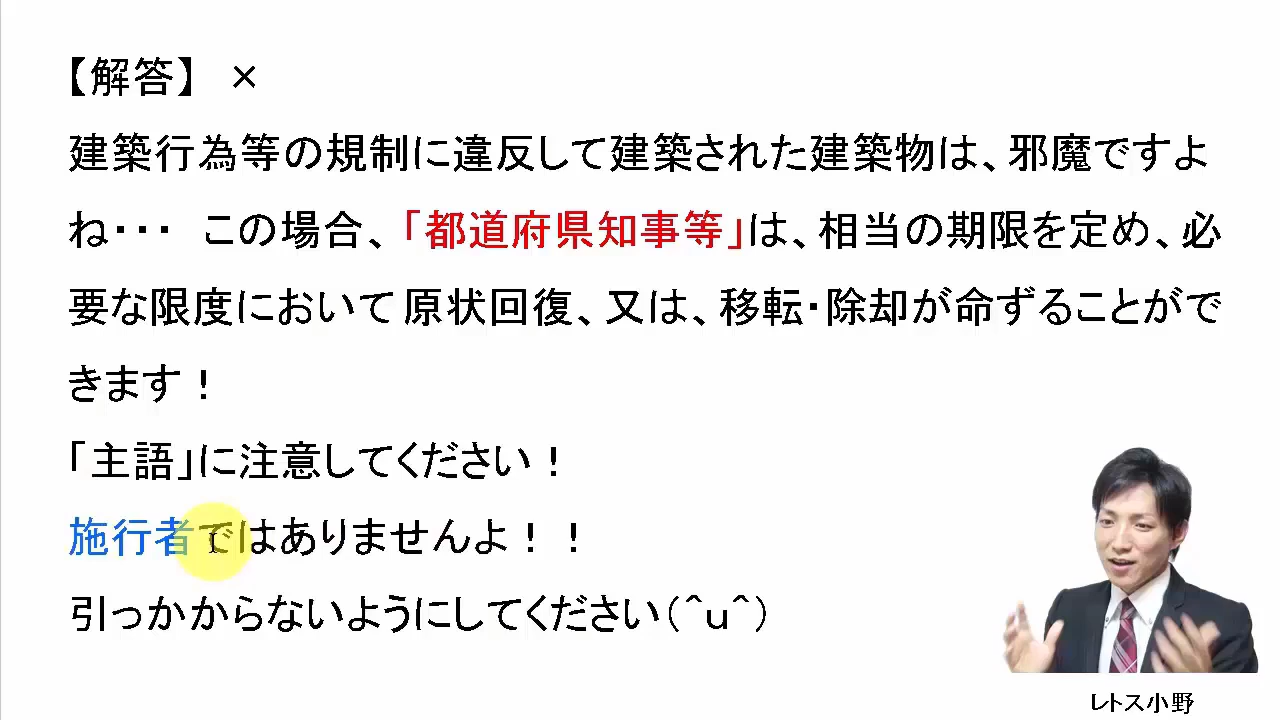 【解答】 ×
建築行為等の規制に違反して建築された建築物は、邪魔ですよ
ね・・・ この場合、「都道府県知事等」は、相当の期限を定め、必
要な限度において原状回復、又は、移転・除却が命ずることがで
きます！
「主語」に注意してください！
施行者ではありませんよ！！
引っかからないようにしてください(^u^)
レトス小野